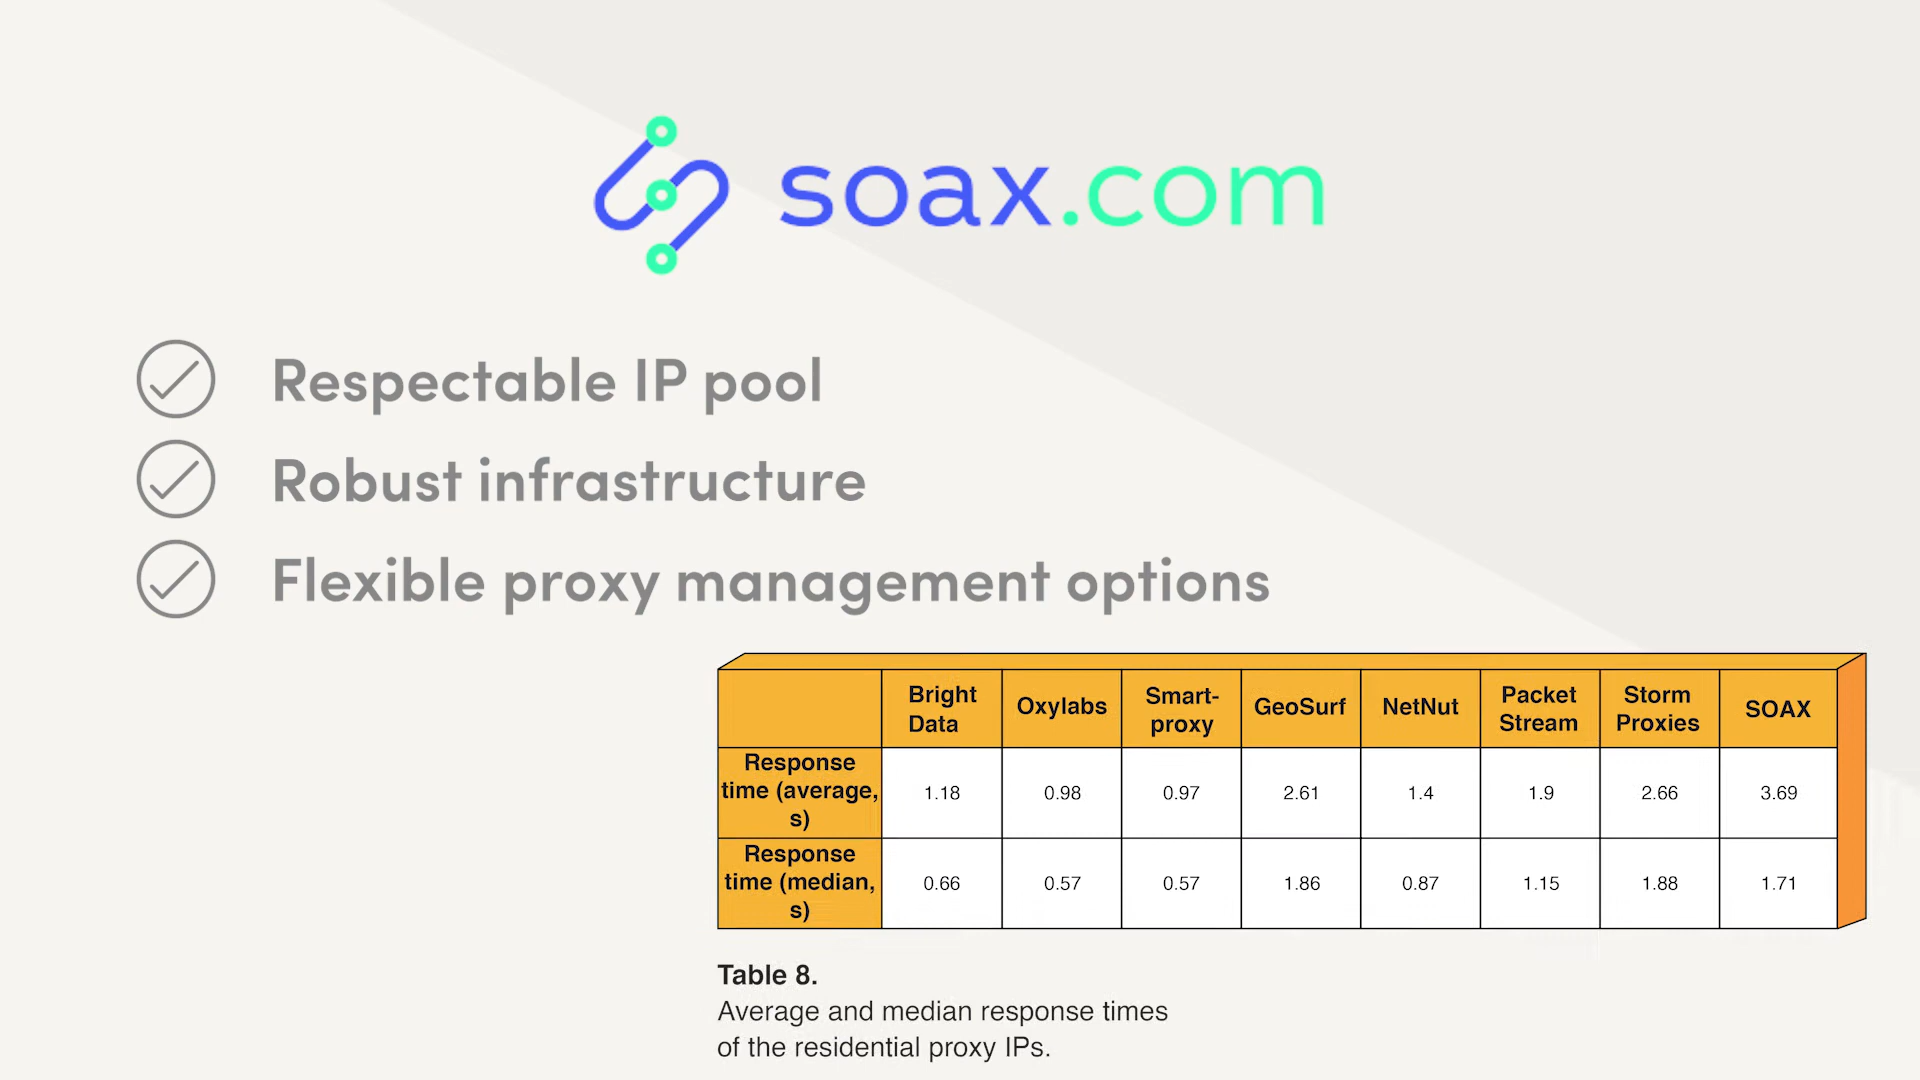 soax.com
Respectable IP pool
Robust infrastructure
Flexible proxy management options
Bright Data | Oxylabs | Smart-proxy | GeoSurf | NetNut | Packet Stream | Storm Proxies | SOAX
Response time (average, s) | 1.18 | 0.98 | 0.97 | 2.61 | 1.4 | 1.9 | 2.66 | 3.69
Response time (median, s) | 0.66 | 0.57 | 0.57 | 1.86 | 0.87 | 1.15 | 1.88 | 1.71
Table 8.
Average and median response times
of the residential proxy IPs.